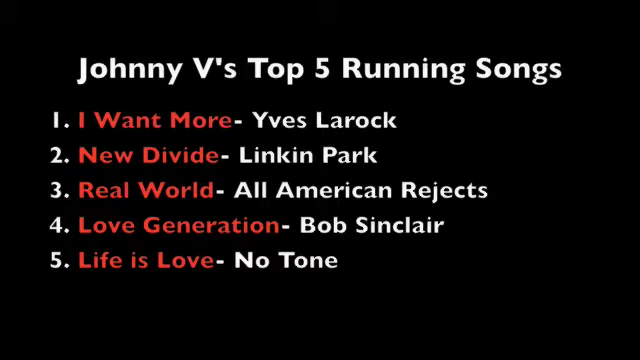 Johnny V's Top 5 Running Songs
1. I Want More- Yves Larock
2. New Divide- Linkin Park
3. Real World- All American Rejects
4. Love Generation- Bob Sinclair
5. Life is Love- No Tone